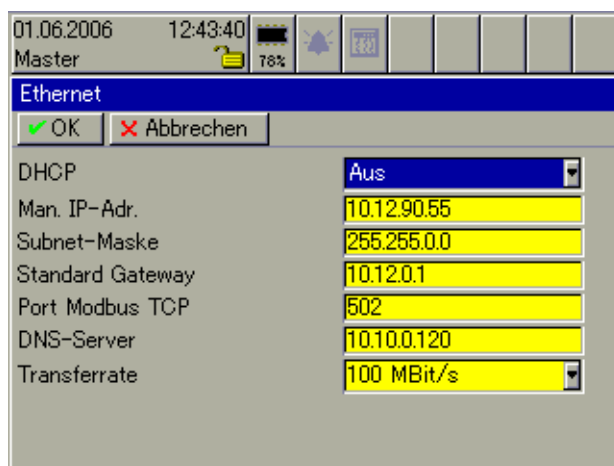 01.06.2006 12:43:40
Master 78%
Ethernet
OK Abbrechen
DHCP Aus
Man. IP-Adr. 10.12.90.55
Subnet-Maske 255.255.0.0
Standard Gateway 10.12.0.1
Port Modbus TCP 502
DNS-Server 10.10.0.120
Transferrate 100 MBit/s